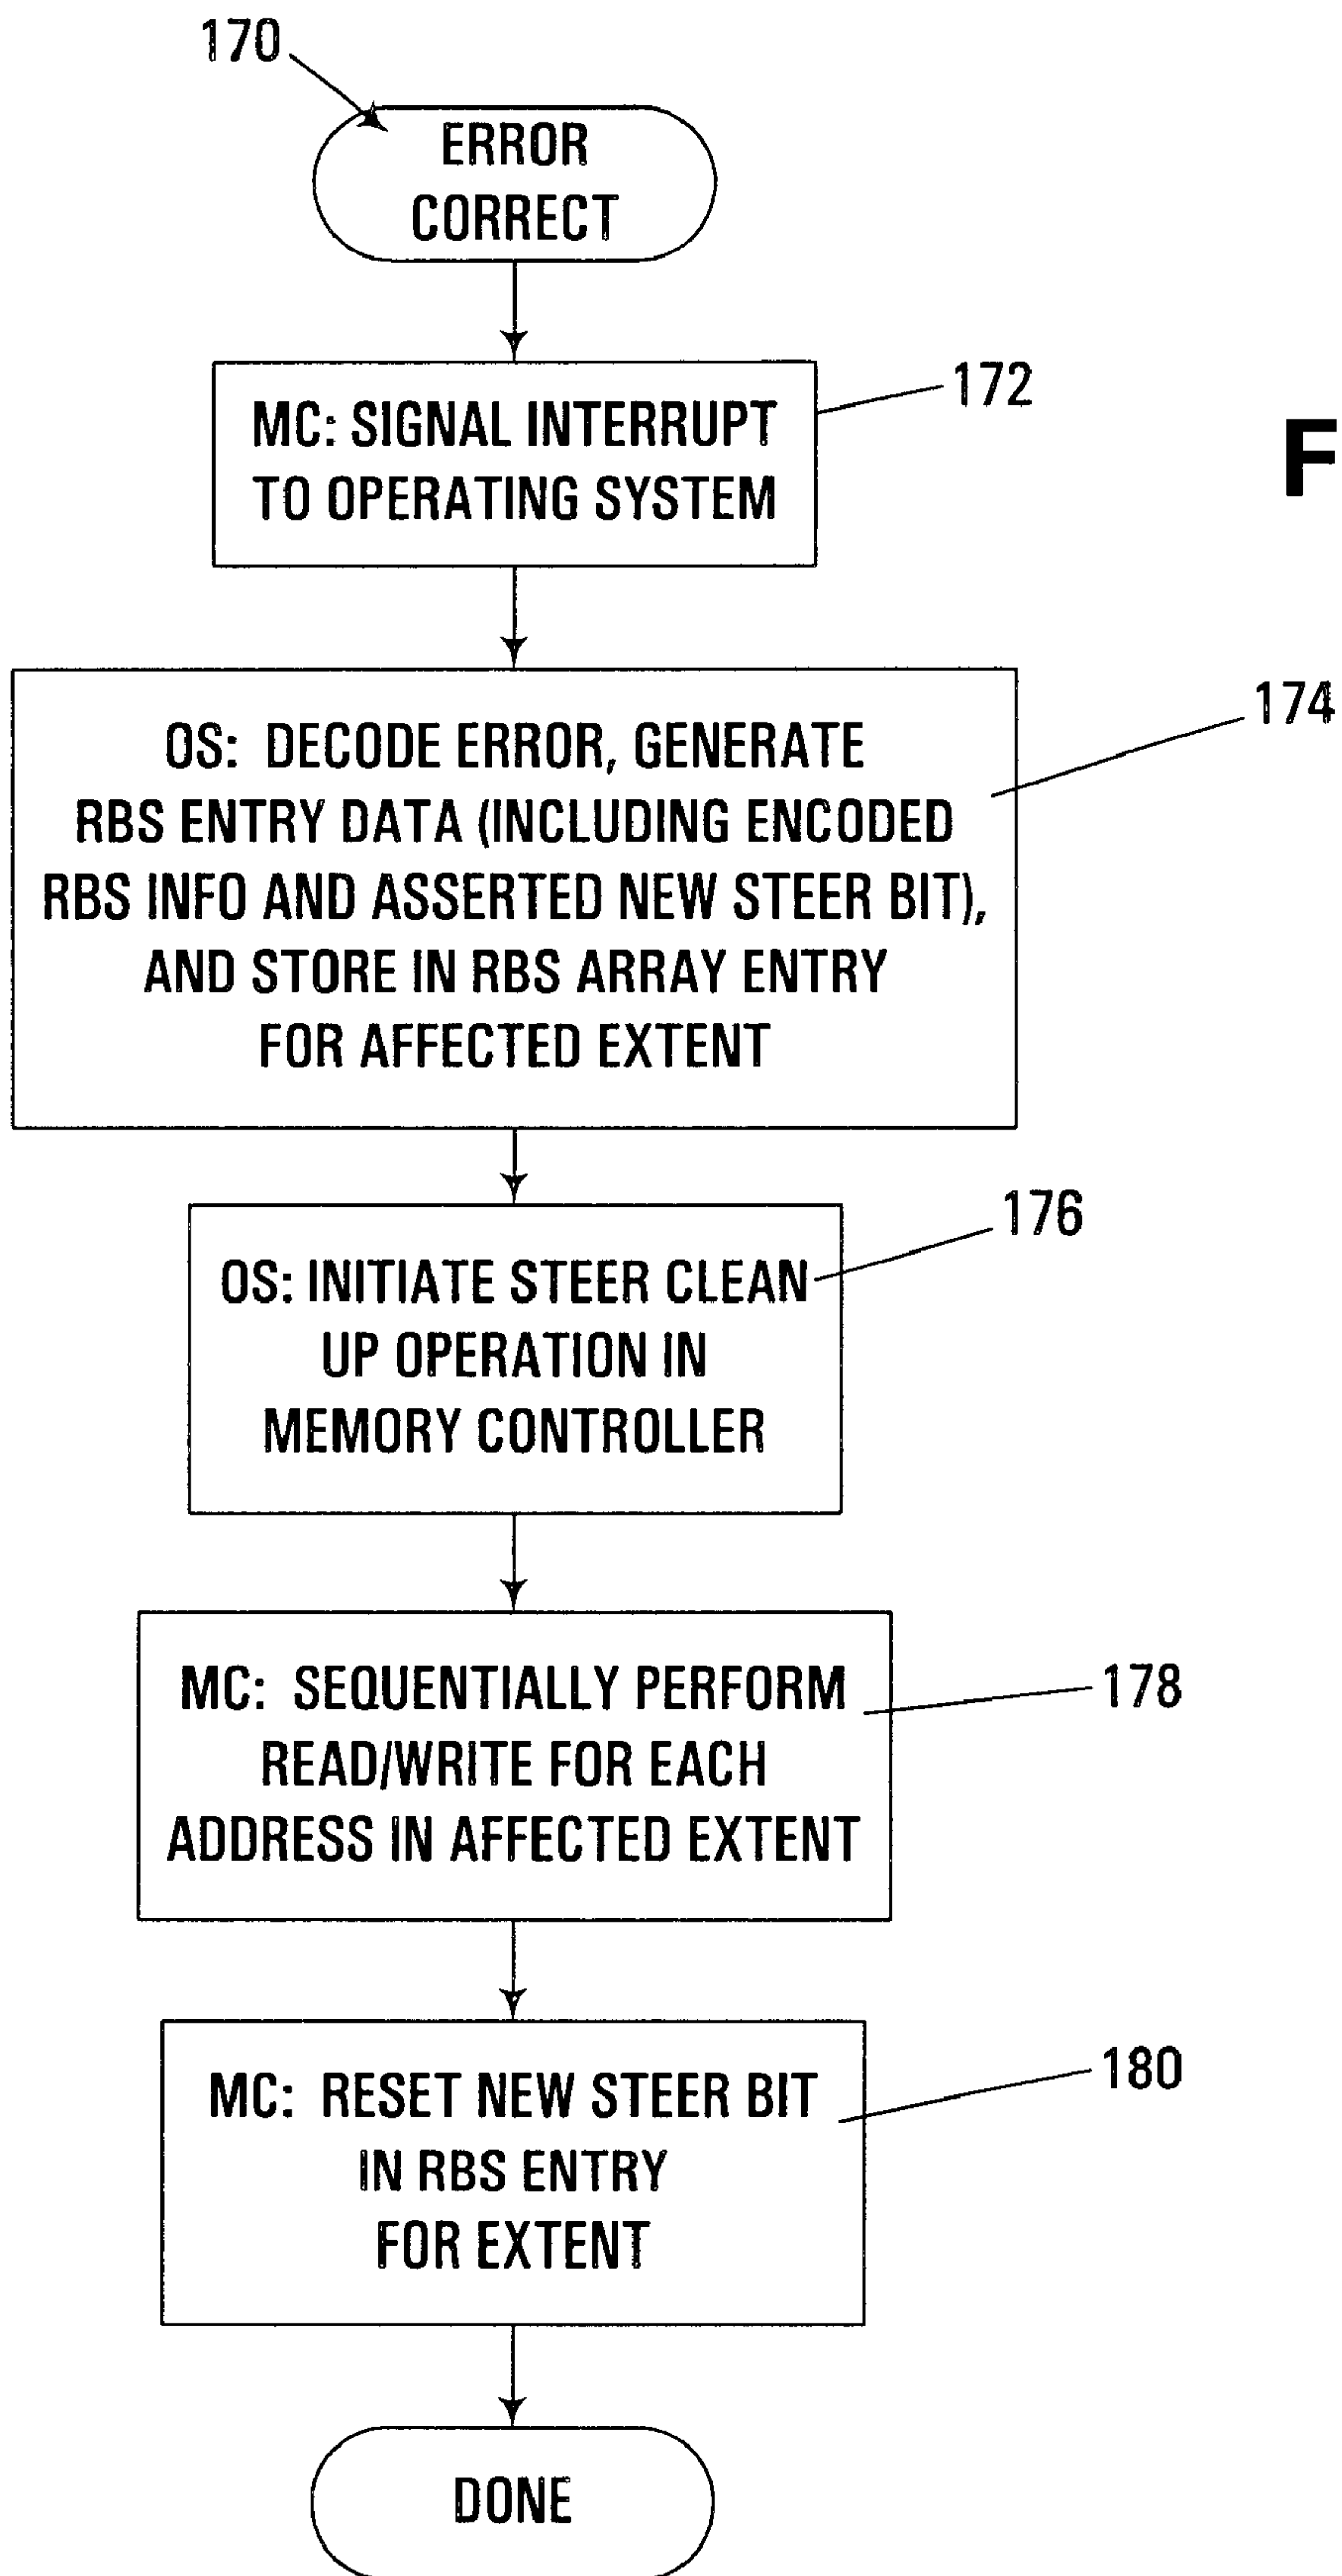 170
ERROR
CORRECT
MC: SIGNAL INTERRUPT
TO OPERATING SYSTEM
172
F
OS: DECODE ERROR, GENERATE
RBS ENTRY DATA (INCLUDING ENCODED
RBS INFO AND ASSERTED NEW STEER BIT),
AND STORE IN RBS ARRAY ENTRY
FOR AFFECTED EXTENT
174
OS: INITIATE STEER CLEAN
UP OPERATION IN
MEMORY CONTROLLER
176
MC: SEQUENTIALLY PERFORM
READ/WRITE FOR EACH
ADDRESS IN AFFECTED EXTENT
178
MC: RESET NEW STEER BIT
IN RBS ENTRY
FOR EXTENT
180
DONE